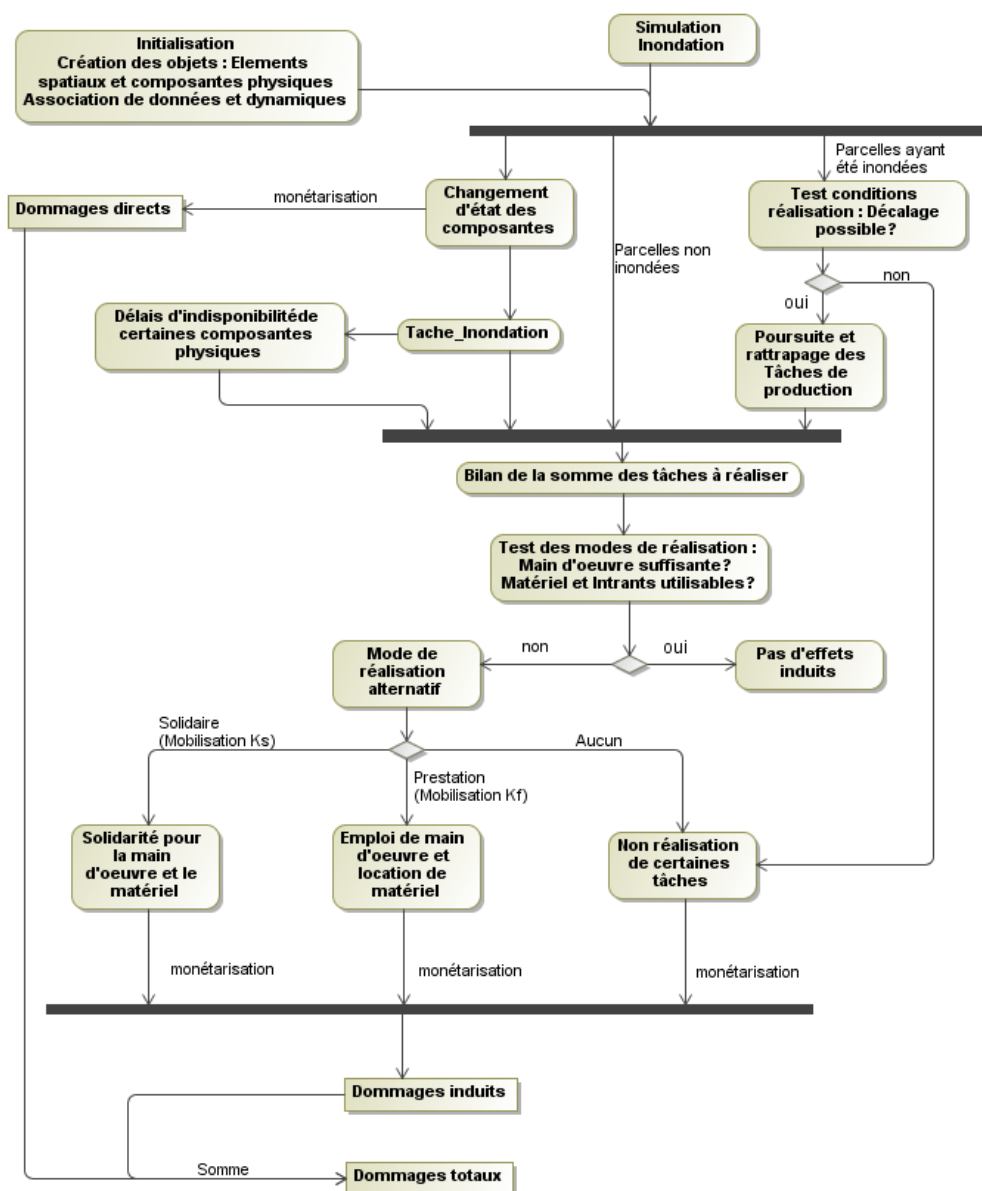 Initialisation
Création des objets : Elements
spatiaux et composantes physiques
Association de données et dynamiques
Simulation
Inondation
Parcelles ayant
été inondées
Dommages directs
monétarisation
Changement
d'état des
composantes
Parcelles non
inondées
Test conditions
réalisation : Décalage
possible?
non
oui
Délais d'indisponibilitéde
certaines composantes
physiques
Tache_Inondation
Poursuite et
rattrapage des
Tâches de
production
Bilan de la somme des tâches à réaliser
Test des modes de réalisation :
Main d'oeuvre suffisante?
Matériel et Intrants utilisables?
non
oui
Mode de
réalisation
alternatif
Pas d'effets
induits
Solidaire
(Mobilisation Ks)
Aucun
Prestation
(Mobilisation Kf)
Solidarité pour
la main
d'oeuvre et le
matériel
Emploi de main
d'oeuvre et
location de
matériel
Non réalisation
de certaines
tâches
monétarisation
monétarisation
monétarisation
Dommages induits
Somme
Dommages totaux